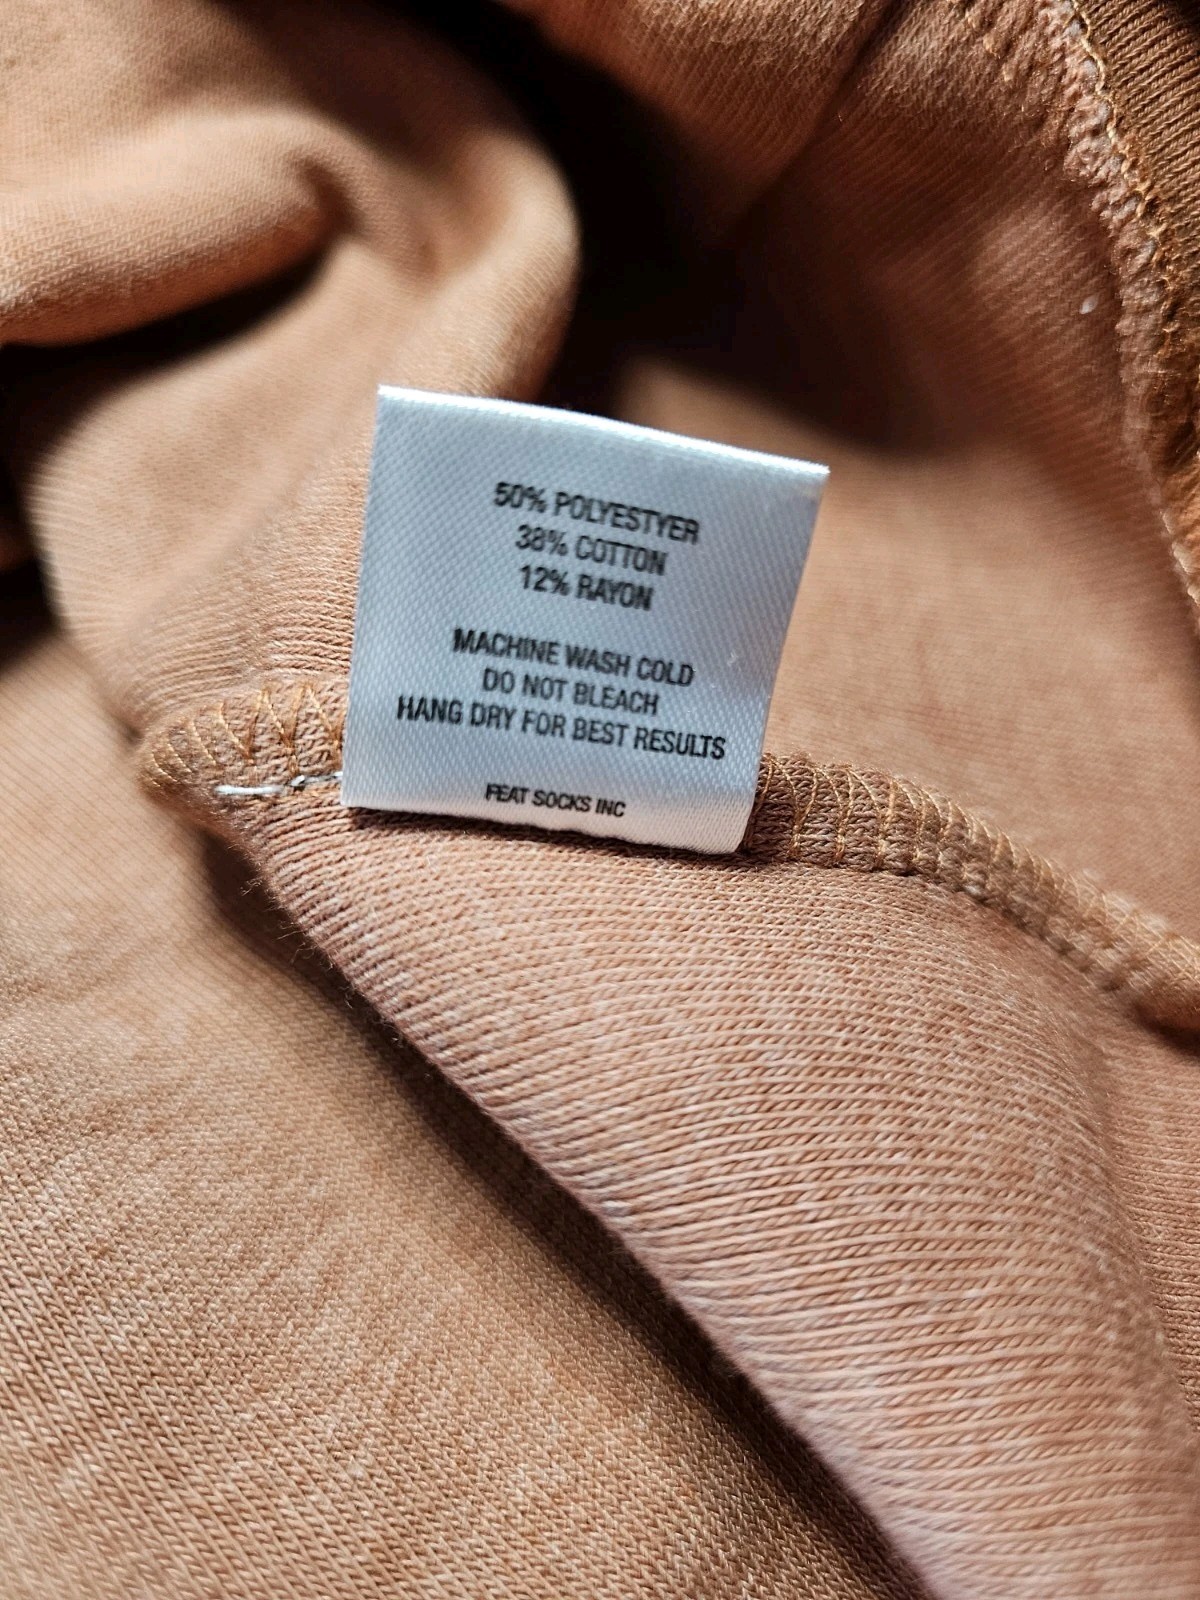 50% POLYESTYER
38% COTTON
12% RAYON
MACHINE WASH COLD
DO NOT BLEACH
HANG DRY FOR BEST RESULTS
FEAT SOCKS INC